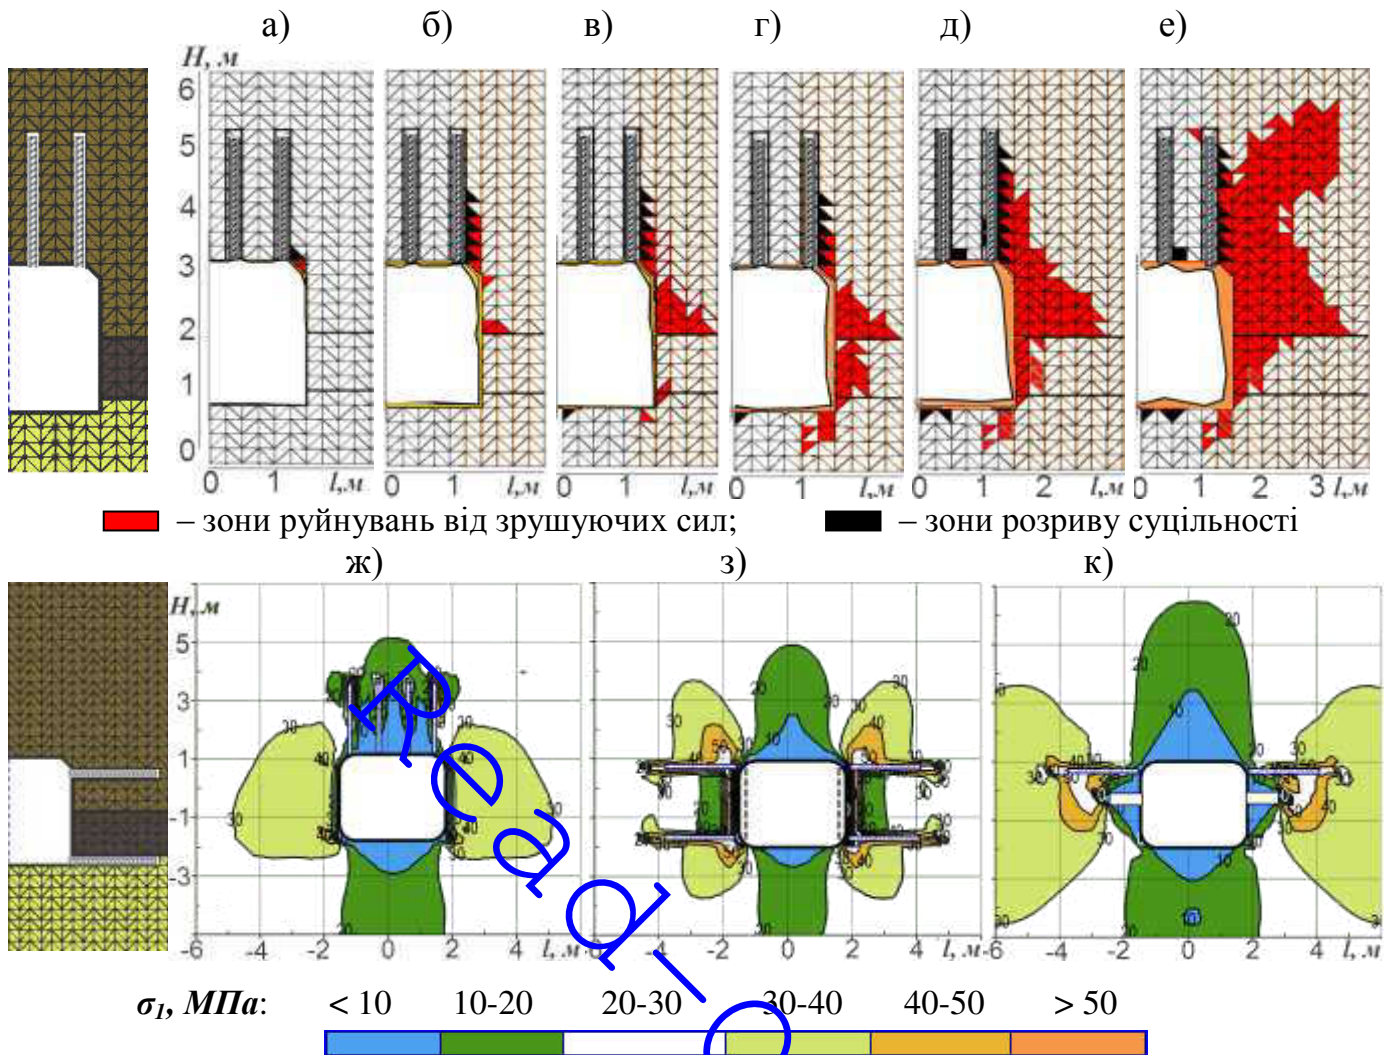 а) б) в) г) д) е)
H, м
6
5
4
3
2
1
0
0 1 l,м 0 1 l,м 0 1 l,м 0 1 l,м 0 1 2 l,м 0 1 2 3 l,м
– зони руйнувань від зрушуючих сил; – зони розриву суцільності
ж) з) к)
H, м
5
3
1
-1
-3
-6 -4 -2 0 2 4 l, м -6 -4 -2 0 2 4 l, м -6 -4 -2 0 2 4 l, м
σ1, МПа: < 10 10-20 20-30 30-40 40-50 > 50
Read_O